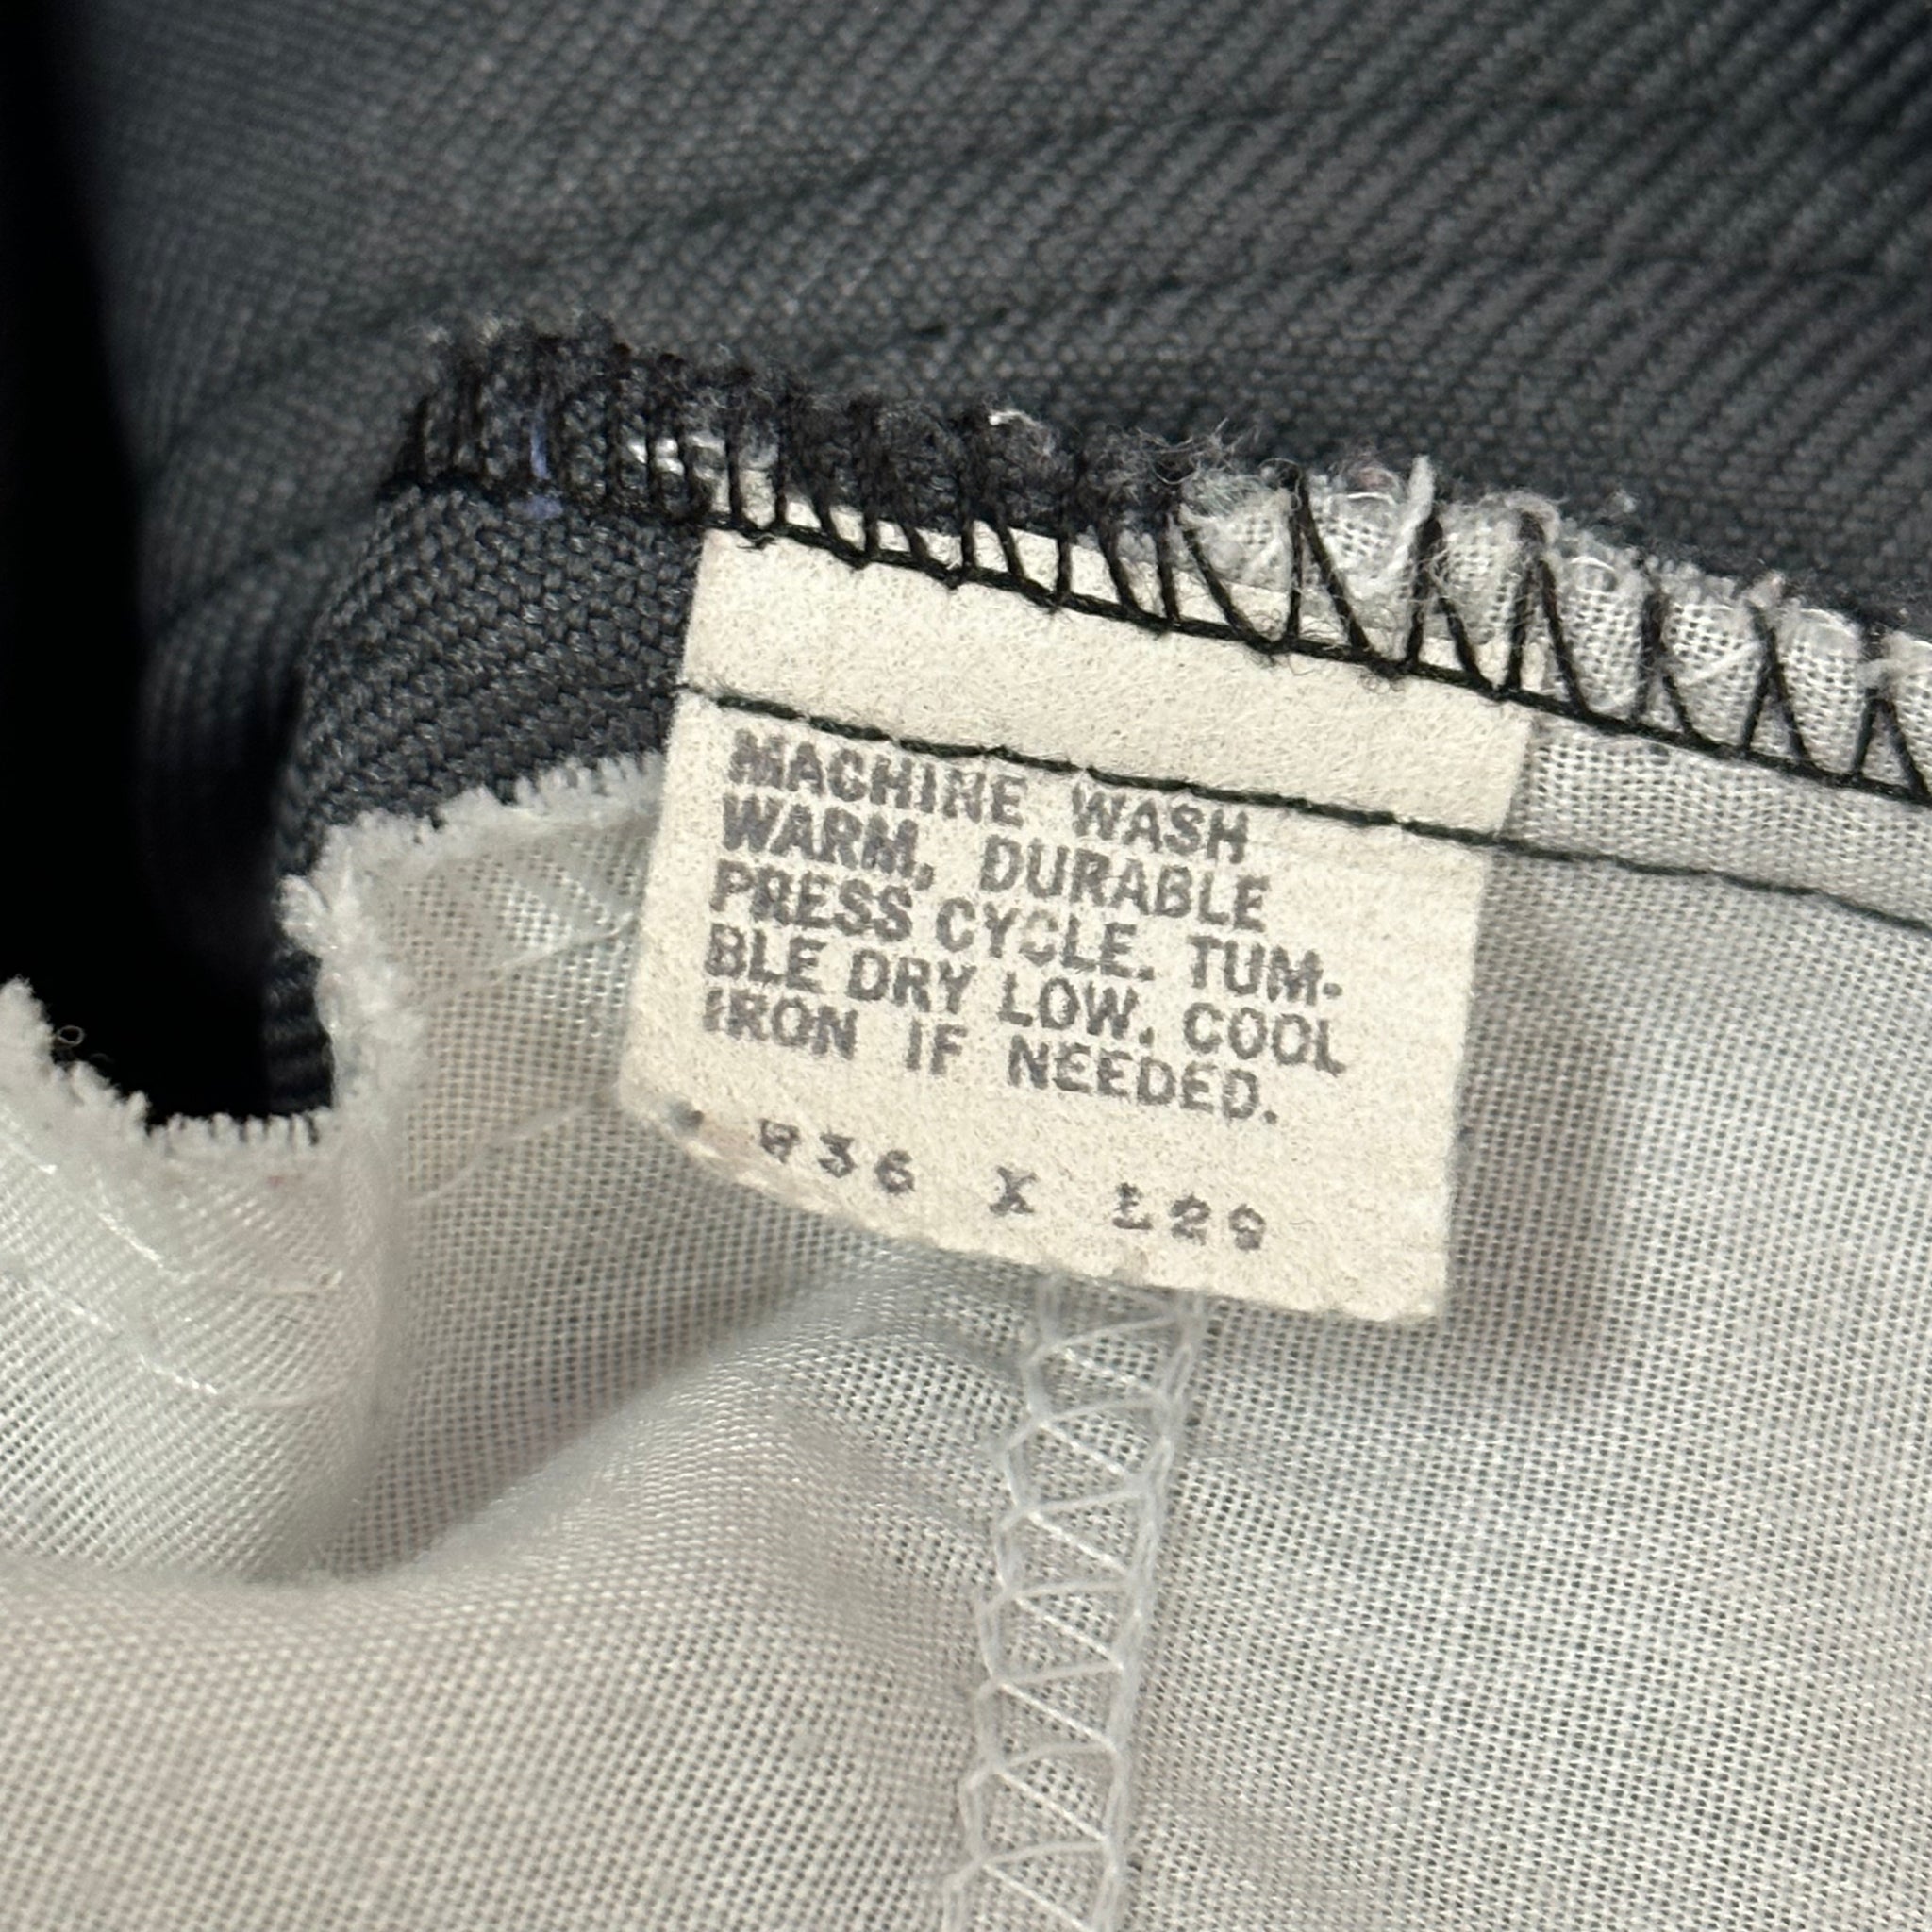 MACHINE WASH
WARM, DURABLE
PRESS CYCLE. TUM-
BLE DRY LOW. COOL
IRON IF NEEDED.
W36 X L29